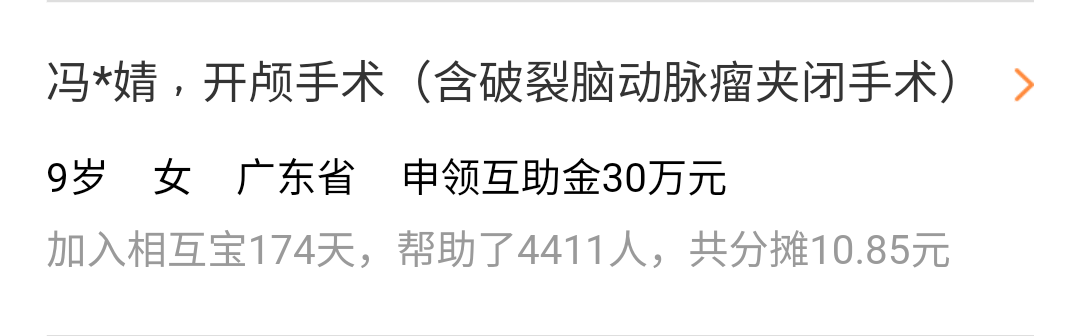 冯*婧，开颅手术（含破裂脑动脉瘤夹闭手术）
9岁 女 广东省 申领互助金30万元
加入相互宝174天，帮助了4411人，共分摊10.85元